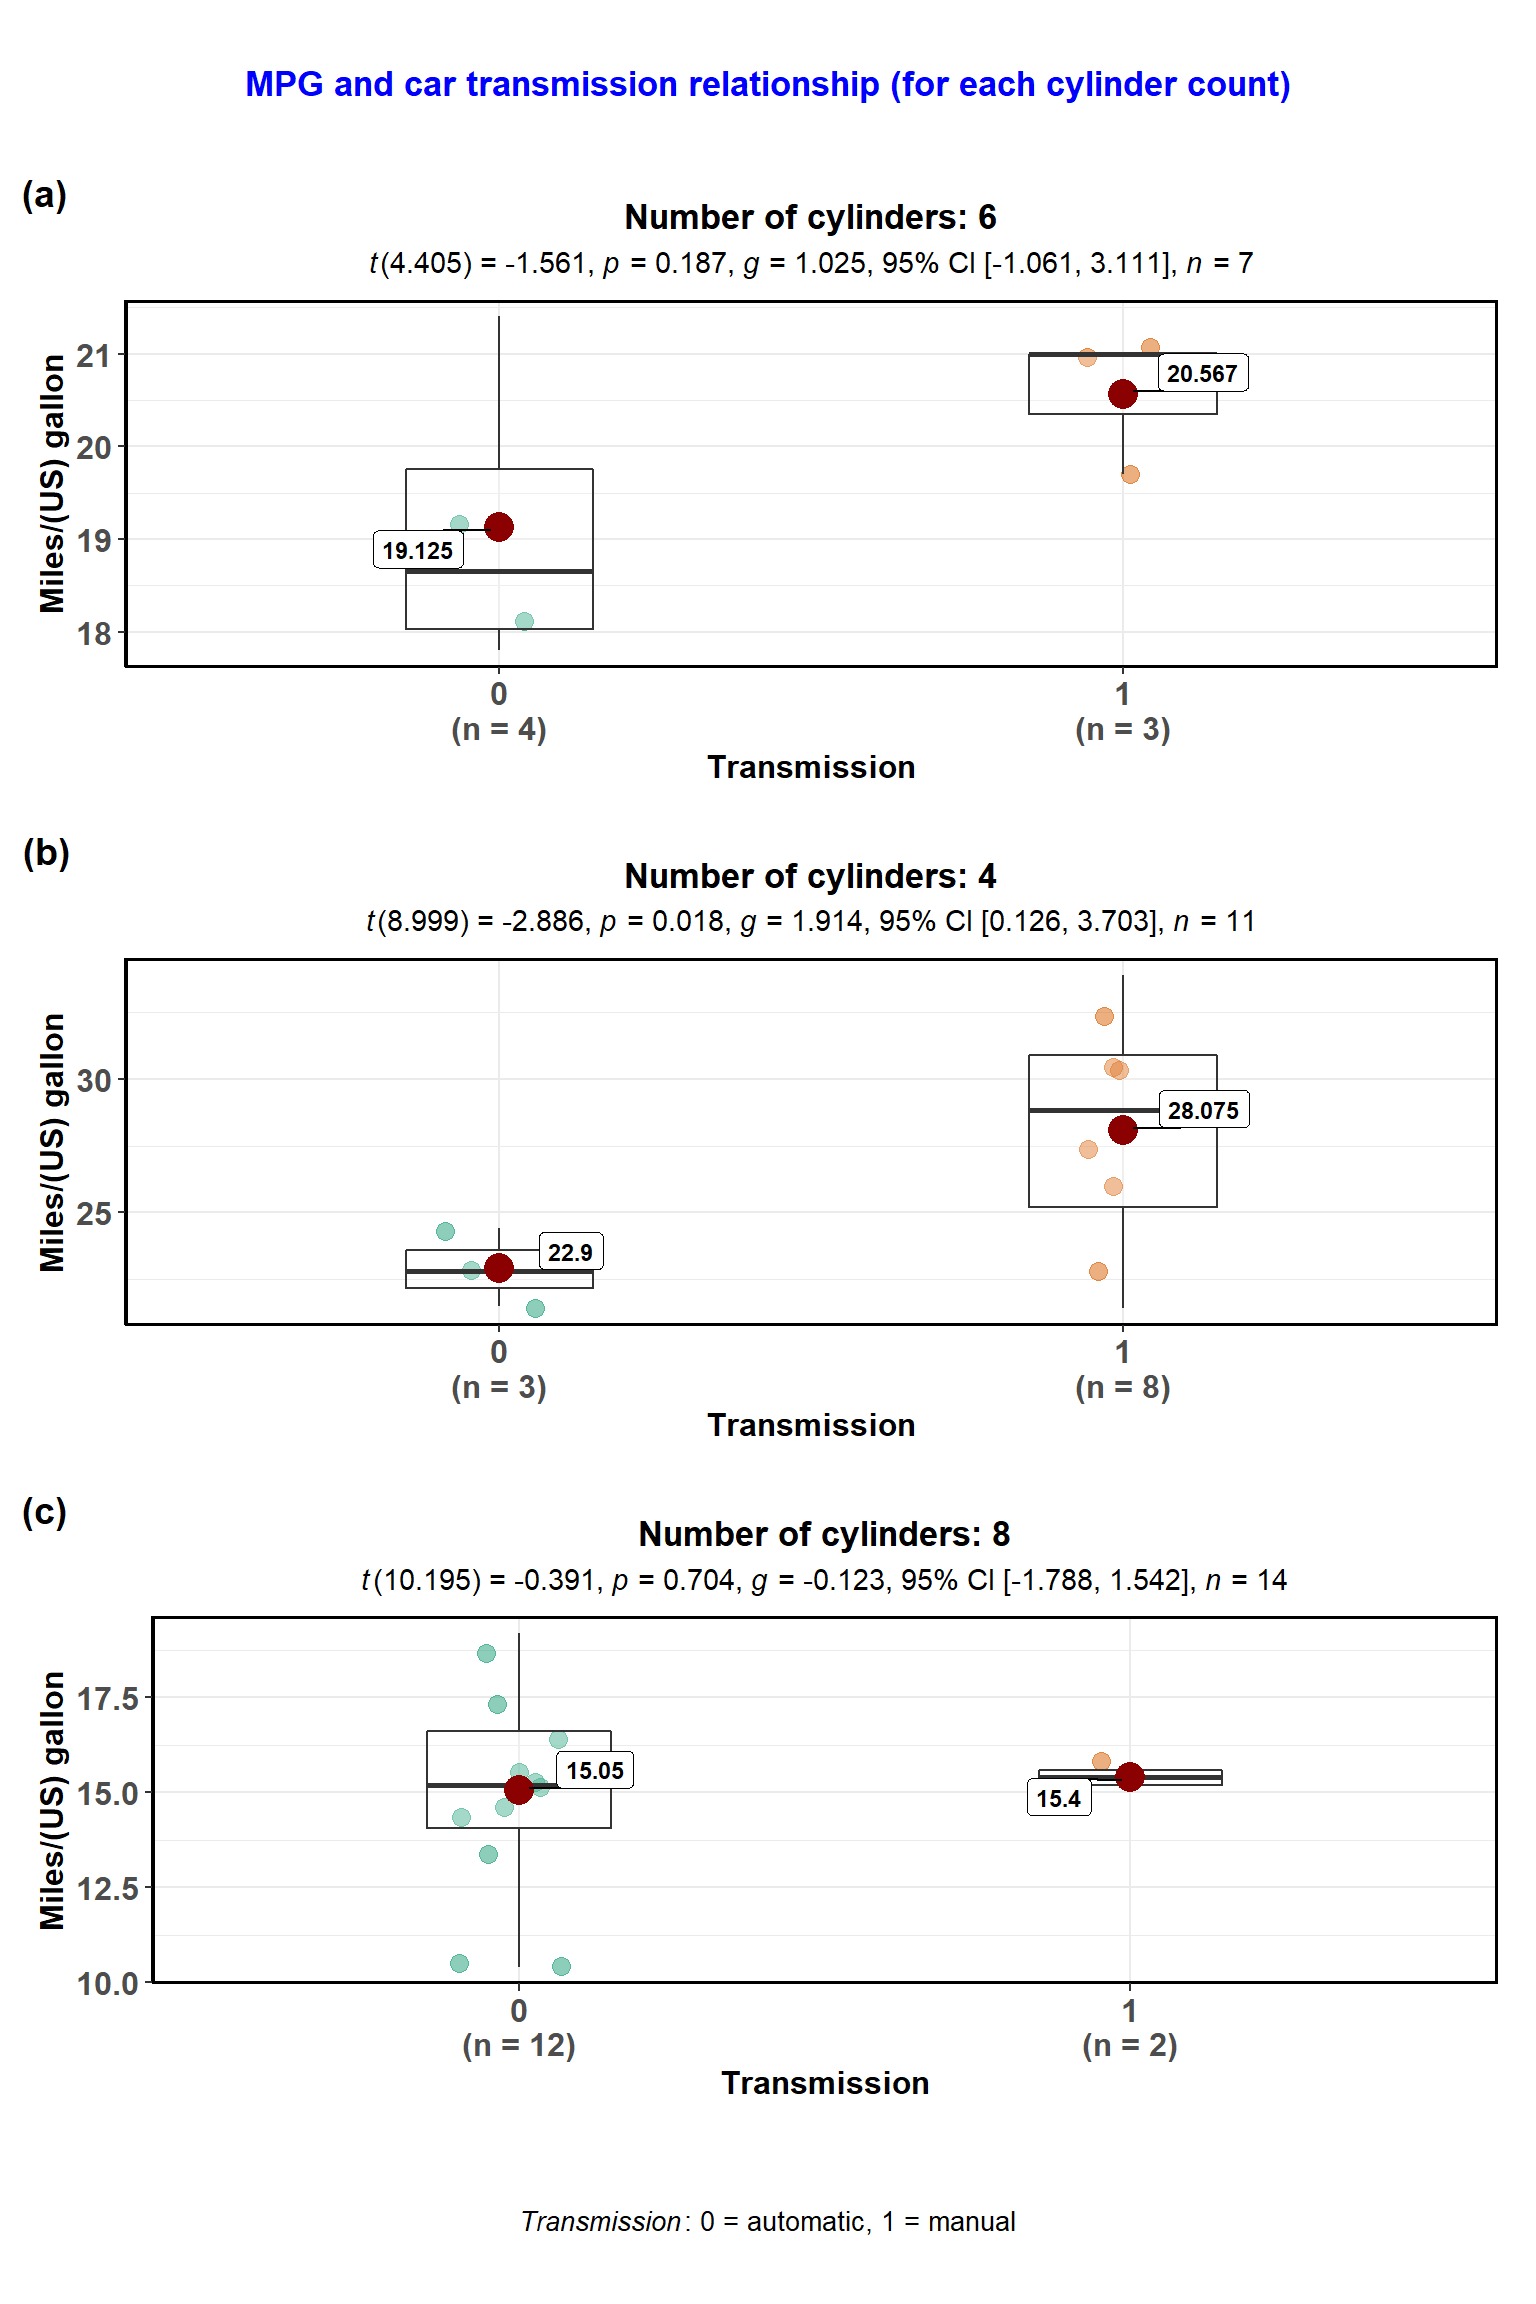 MPG and car transmission relationship (for each cylinder count)
(a)
Number of cylinders: 6
t(4.405) = -1.561, p = 0.187, g = 1.025, 95% CI [-1.061, 3.111], n = 7
Miles/(US) gallon
21
20
19
18
19.125
20.567
0
(n = 4)
1
(n = 3)
Transmission
(b)
Number of cylinders: 4
t(8.999) = -2.886, p = 0.018, g = 1.914, 95% CI [0.126, 3.703], n = 11
Miles/(US) gallon
30
25
22.9
28.075
0
(n = 3)
1
(n = 8)
Transmission
(c)
Number of cylinders: 8
t(10.195) = -0.391, p = 0.704, g = -0.123, 95% CI [-1.788, 1.542], n = 14
Miles/(US) gallon
17.5
15.0
12.5
10.0
15.05
15.4
0
(n = 12)
1
(n = 2)
Transmission
Transmission: 0 = automatic, 1 = manual